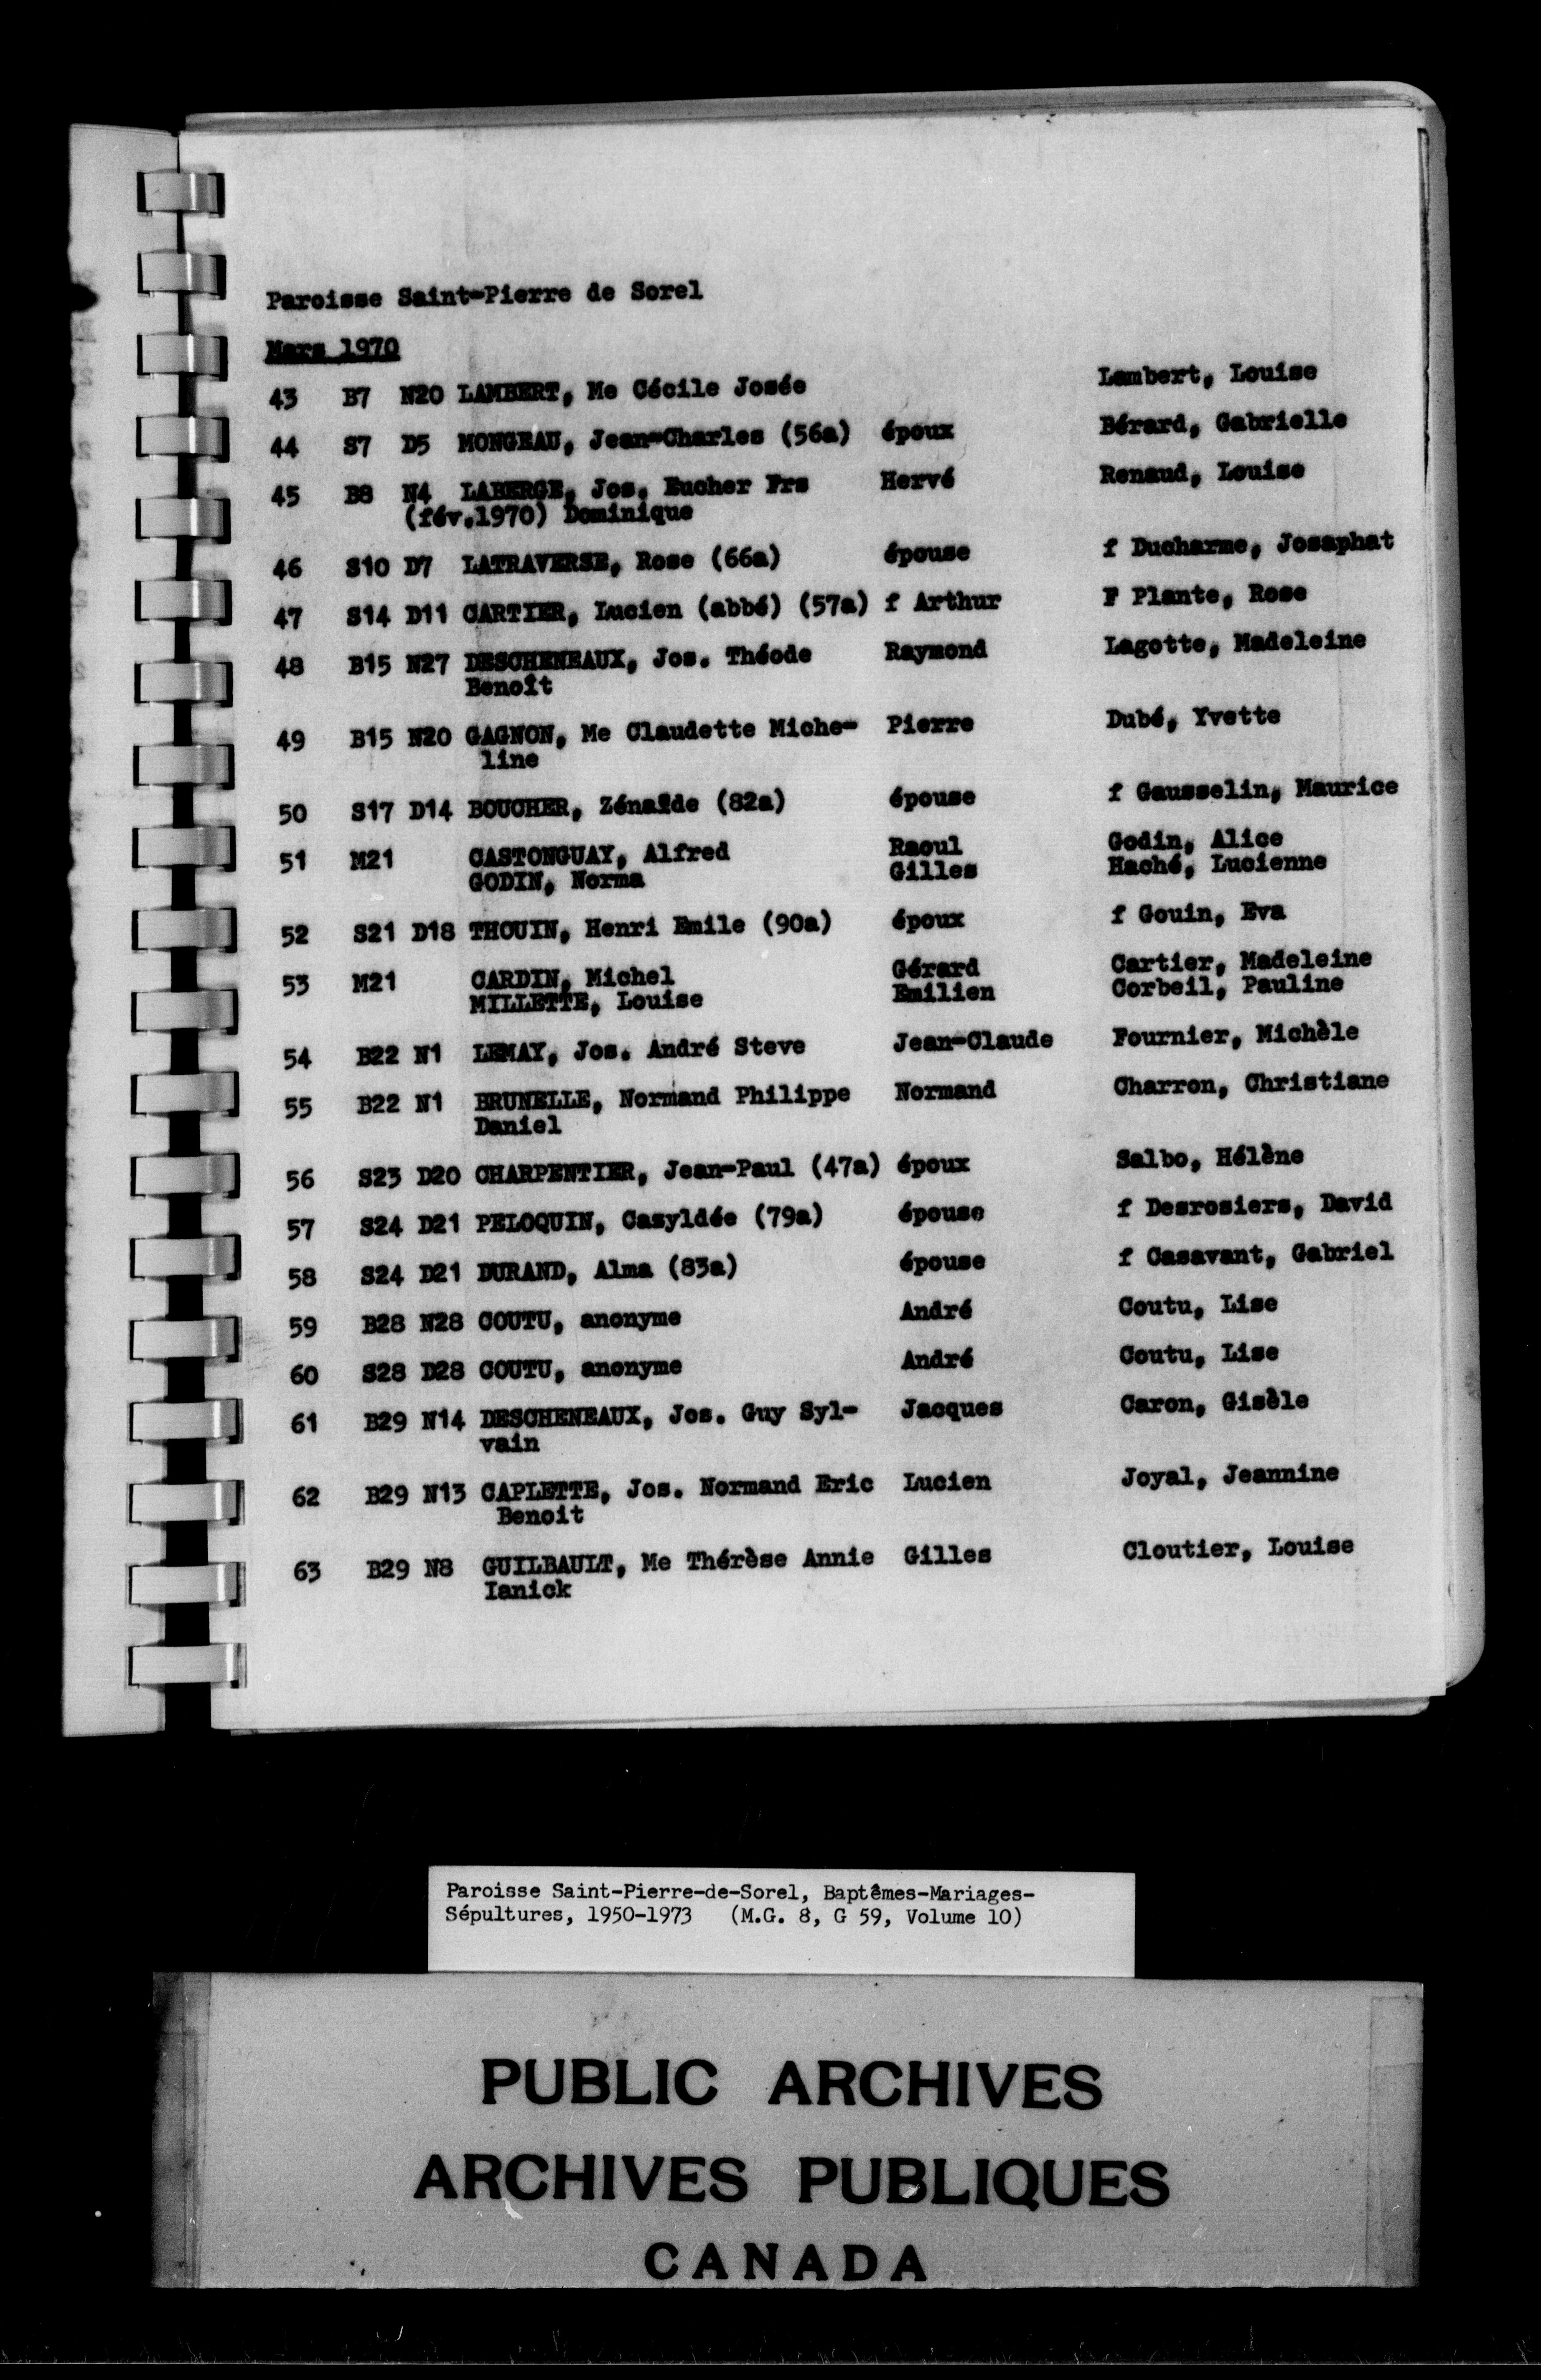 Paroisse Saint-Pierre de Sorel
Mars 1970
43 B7 N20 LAMBERT, Me Cécile Josée Lambert, Louise
44 S7 D5 MONGEAU, Jean-Charles (56a) époux Bérard, Gabrielle
45 B8 N4 LABERGE, Jos. Eucher Frs Hervé Renaud, Louise
(fév.1970) Dominique
46 S10 D7 LATRAVERSE, Rose (66a) épouse f Ducharme, Josaphat
47 S14 D11 CARTIER, Lucien (abbé) (57a) f Arthur F Plante, Rose
48 B15 N27 DESCHENEAUX, Jos. Théode Raymond Lagotte, Madeleine
Benoît
49 B15 N20 GAGNON, Me Claudette Miche- Pierre Dubé, Yvette
line
50 S17 D14 BOUCHER, Zénaïde (82a) épouse f Gausselin, Maurice
51 M21 CASTONGUAY, Alfred Raoul Godin, Alice
GODIN, Norma Gilles Haché, Lucienne
52 S21 D18 THOUIN, Henri Emile (90a) époux f Gouin, Eva
53 M21 CARDIN, Michel Gérard Cartier, Madeleine
MILLETTE, Louise Emilien Corbeil, Pauline
54 B22 N1 LEMAY, Jos. André Steve Jean-Claude Fournier, Michèle
55 B22 N1 BRUNELLE, Normand Philippe Normand Charron, Christiane
Daniel
56 S23 D20 CHARPENTIER, Jean-Paul (47a) époux Salbo, Hélène
57 S24 D21 PELOQUIN, Casyldée (79a) épouse f Desrosiers, David
58 S24 D21 DURAND, Alma (83a) épouse f Casavant, Gabriel
59 B28 N28 COUTU, anonyme André Coutu, Lise
60 S28 D28 COUTU, anonyme André Coutu, Lise
61 B29 N14 DESCHENEAUX, Jos. Guy Syl- Jacques Caron, Gisèle
vain
62 B29 N13 CAPLETTE, Jos. Normand Eric Lucien Joyal, Jeannine
Benoit
63 B29 N8 GUILBAULT, Me Thérèse Annie Gilles Cloutier, Louise
Ianick
Paroisse Saint-Pierre-de-Sorel, Baptêmes-Mariages-
Sépultures, 1950-1973 (M.G. 8, G 59, Volume 10)
PUBLIC ARCHIVES
ARCHIVES PUBLIQUES
CANADA